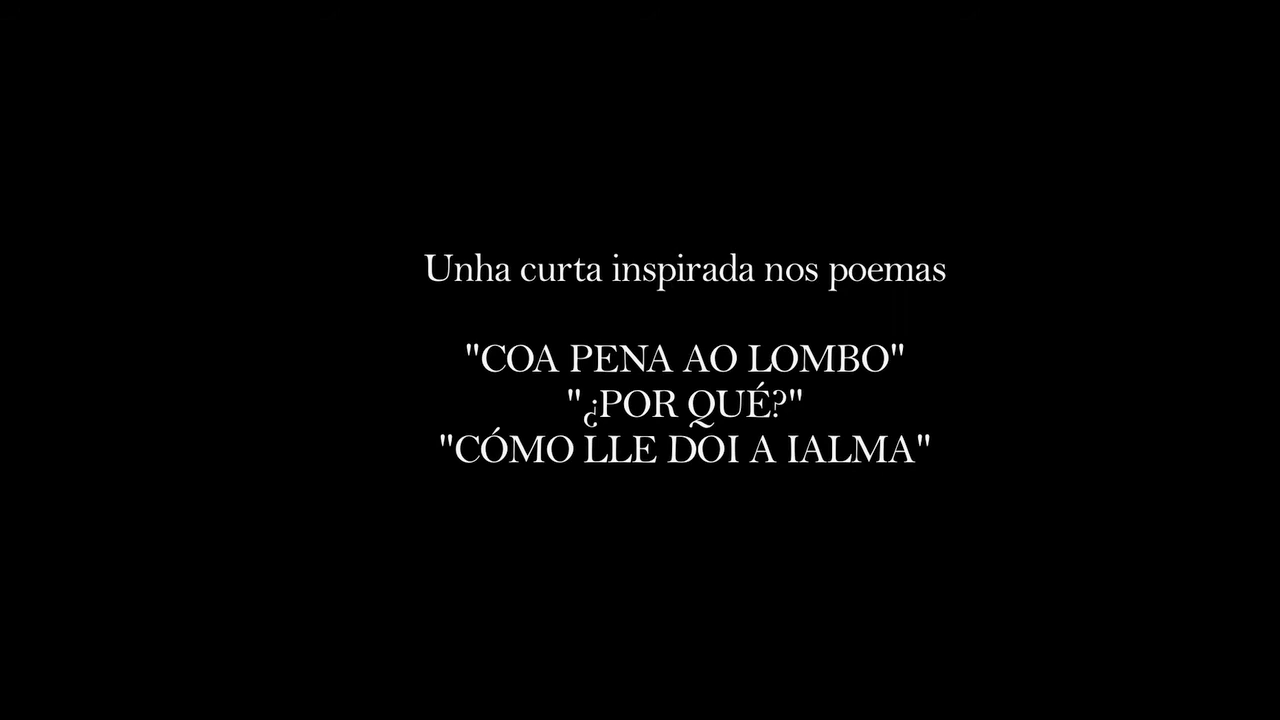 Unha curta inspirada nos poemas
"COA PENA AO LOMBO"
"¿POR QUÉ?"
"CÓMO LLE DOI A IALMA"